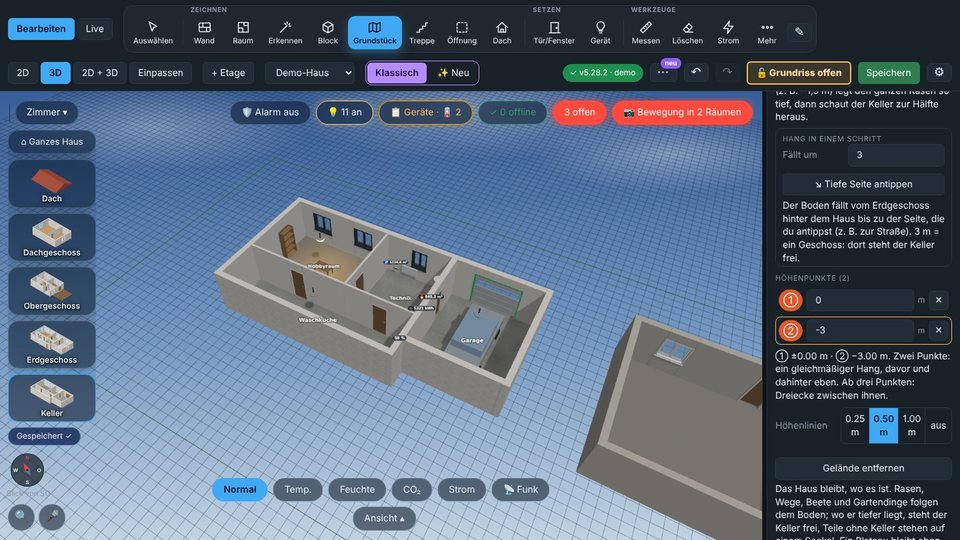 Bearbeiten
Live
ZEICHNEN
Auswählen
Wand
Raum
Erkennen
Block
Grundstück
Treppe
Öffnung
Dach
SETZEN
Tür/Fenster
Gerät
WERKZEUGE
Messen
Löschen
Strom
Mehr
2D
3D
2D + 3D
Einpassen
+ Etage
Demo-Haus
Klassisch
✨ Neu
✓ v5.28.2 · demo
neu
Grundriss offen
Speichern
Zimmer ▾
Alarm aus
11 an
Geräte · 2
✓ 0 offline
3 offen
Bewegung in 2 Räumen
⌂ Ganzes Haus
Dach
Dachgeschoss
Obergeschoss
Erdgeschoss
Keller
Gespeichert ✓
Hobbyraum
Technik
Waschküche
Garage
58 %
Normal
Temp.
Feuchte
CO₂
Strom
Funk
Ansicht ▴
tief, dann schaut der Keller zur Hälfte
heraus.
HANG IN EINEM SCHRITT
Fällt um
3
↘ Tiefe Seite antippen
Der Boden fällt vom Erdgeschoss
hinter dem Haus bis zu der Seite, die
du antippst (z. B. zur Straße). 3 m =
ein Geschoss: dort steht der Keller
frei.
HÖHENPUNKTE (2)
① 0 m ✕
② -3 m ✕
① ±0.00 m · ② −3.00 m. Zwei Punkte:
ein gleichmäßiger Hang, davor und
dahinter eben. Ab drei Punkten:
Dreiecke zwischen ihnen.
Höhenlinien
0.25 m
0.50 m
1.00 m
aus
Gelände entfernen
Das Haus bleibt, wo es ist. Rasen,
Wege, Beete und Gartendinge folgen
dem Boden; wo er tiefer liegt, steht der
Keller frei, Teile ohne Keller stehen auf